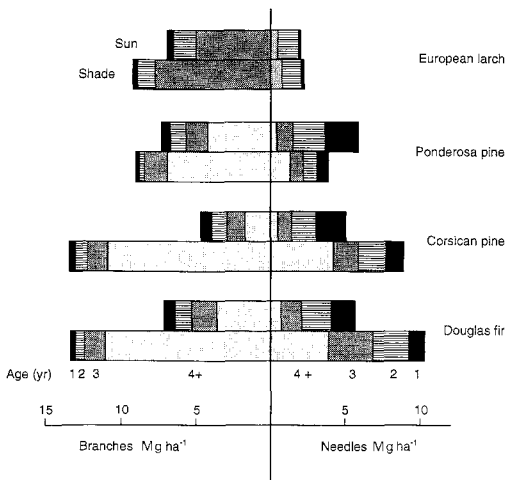 Sun
European larch
Shade
Ponderosa pine
Corsican pine
Douglas fir
Age (yr) 1 2 3 4+ 4 + 3 2 1
15 10 5 5 10
Branches Mg ha⁻¹ Needles Mg ha⁻¹